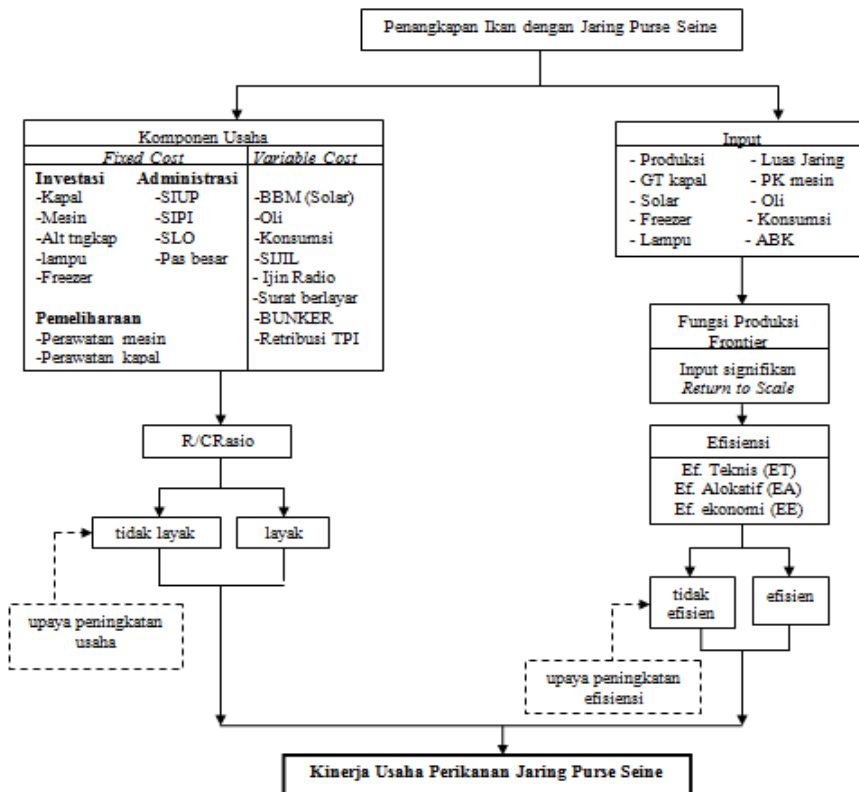 Penangkapan Ikan dengan Jaring Purse Seine
Komponen Usaha
Fixed Cost
Variable Cost
Investasi Administrasi
-Kapal -SIUP
-Mesin -SIPI
-Alt tngkap -SLO
-lampu -Pas besar
-Freezer
Pemeliharaan
-Perawatan mesin
-Perawatan kapal
-BBM (Solar)
-Oli
-Konsumsi
-SIJIL
- Ijin Radio
-Surat berlayar
-BUNKER
-Retribusi TPI
R/CRasio
tidak layak
layak
upaya peningkatan
usaha
Input
- Produksi - Luas Jaring
- GT kapal - PK mesin
- Solar - Oli
- Freezer - Konsumsi
- Lampu - ABK
Fungsi Produksi
Frontier
Input signifikan
Return to Scale
Efisiensi
Ef. Teknis (ET)
Ef. Alokatif (EA)
Ef. ekonomi (EE)
tidak
efisien
efisien
upaya peningkatan
efisiensi
Kinerja Usaha Perikanan Jaring Purse Seine